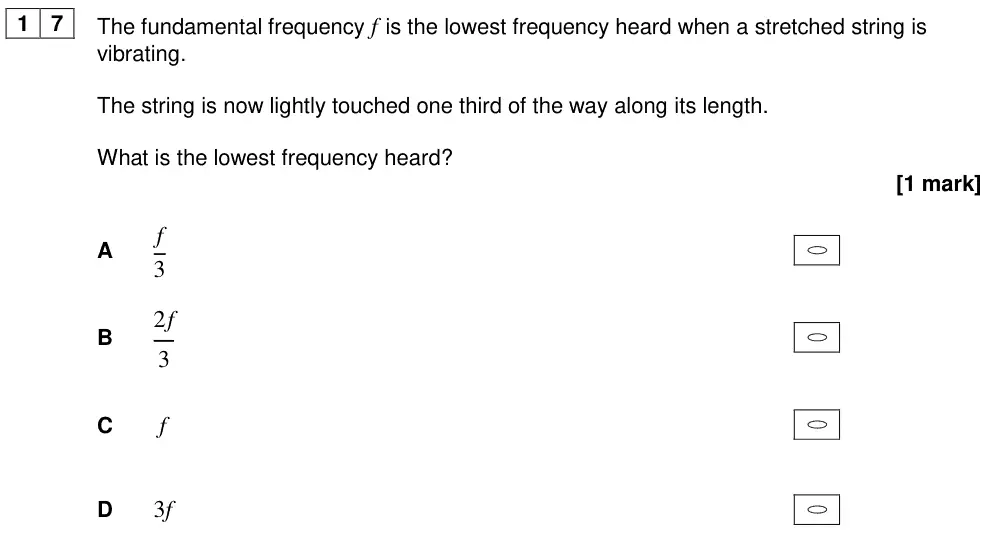 1 7 The fundamental frequency f is the lowest frequency heard when a stretched string is
vibrating.
The string is now lightly touched one third of the way along its length.
What is the lowest frequency heard?
[1 mark]
A f/3
B 2f/3
C f
D 3f